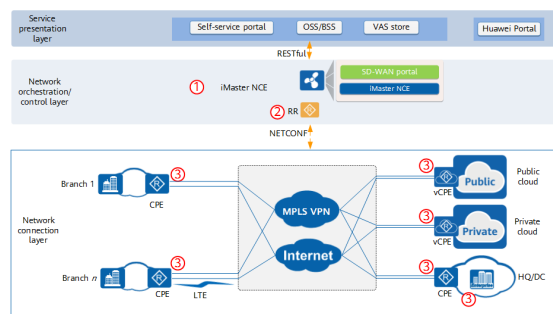 Service
presentation
layer
Self-service portal
OSS/BSS
VAS store
Huawei Portal
RESTful
Network
orchestration/
control layer
1
iMaster NCE
SD-WAN portal
iMaster NCE
2
RR
R
NETCONF
Network
connection
layer
Branch 1
R
3
CPE
MPLS VPN
Internet
Branch n
R
3
CPE
LTE
3
R
vCPE
Public
Public
cloud
3
R
vCPE
Private
Private
cloud
3
R
CPE
3
HQ/DC